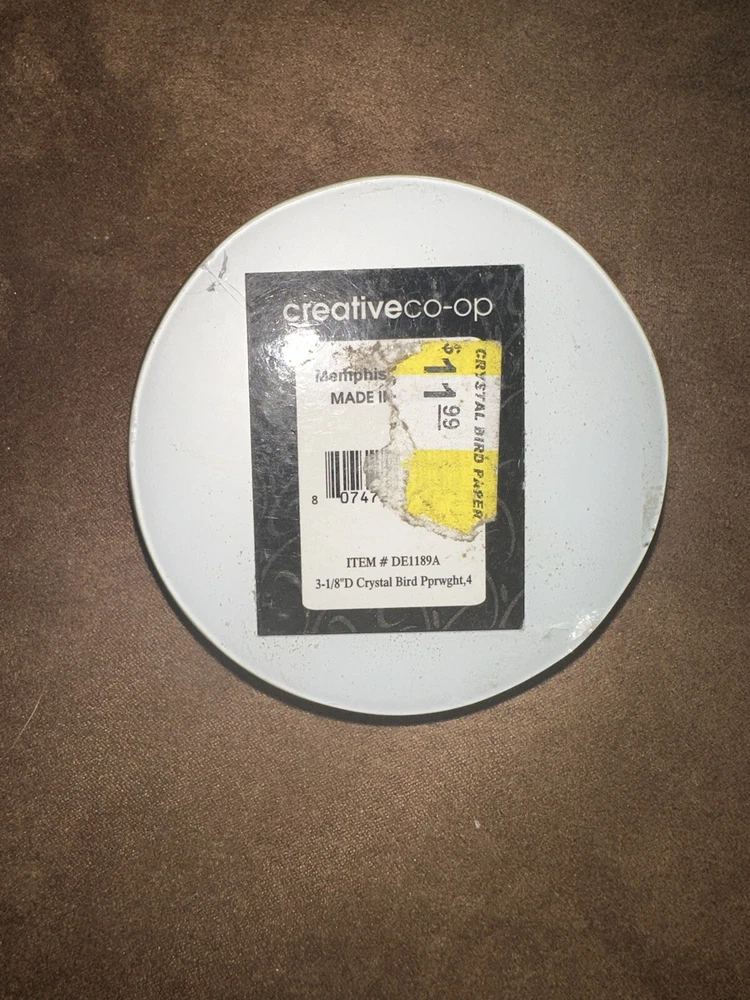 creativeco-op
Memphis
MADE IN
8 0747
ITEM # DE1189A
3-1/8"D Crystal Bird Pprwght,4
$11.99
CRYSTAL BIRD PAPER